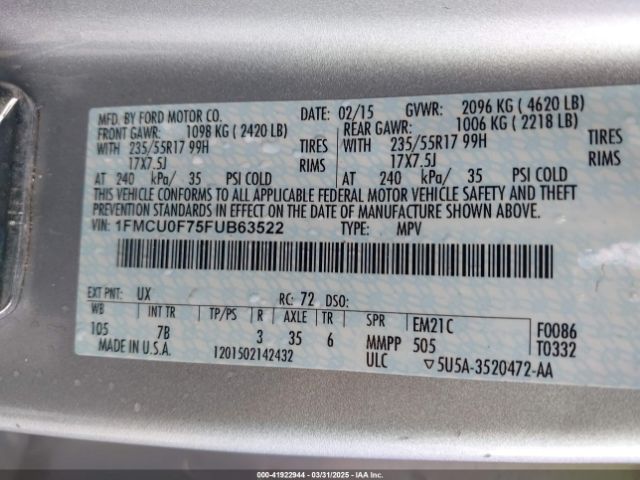 MFD. BY FORD MOTOR CO. DATE: 02/15 GVWR: 2096 KG ( 4620 LB)
FRONT GAWR: 1098 KG ( 2420 LB) REAR GAWR: 1006 KG ( 2218 LB)
WITH 235/55R17 99H TIRES WITH 235/55R17 99H TIRES
17X7.5J RIMS 17X7.5J RIMS
AT 240 kPa/ 35 PSI COLD AT 240 kPa/ 35 PSI COLD
THIS VEHICLE CONFORMS TO ALL APPLICABLE FEDERAL MOTOR VEHICLE SAFETY AND THEFT
PREVENTION STANDARDS IN EFFECT ON THE DATE OF MANUFACTURE SHOWN ABOVE.
VIN: 1FMCU0F75FUB63522 TYPE: MPV
EXT PNT: UX RC: 72 DSO:
WB INT TR TP/PS R AXLE TR SPR EM21C F0086
105 7B 3 35 6 MMPP 505 T0332
MADE IN U.S.A. 1201502142432 ULC ▽5U5A-3520472-AA
000-41922944 - 03/31/2025 - IAA, Inc.